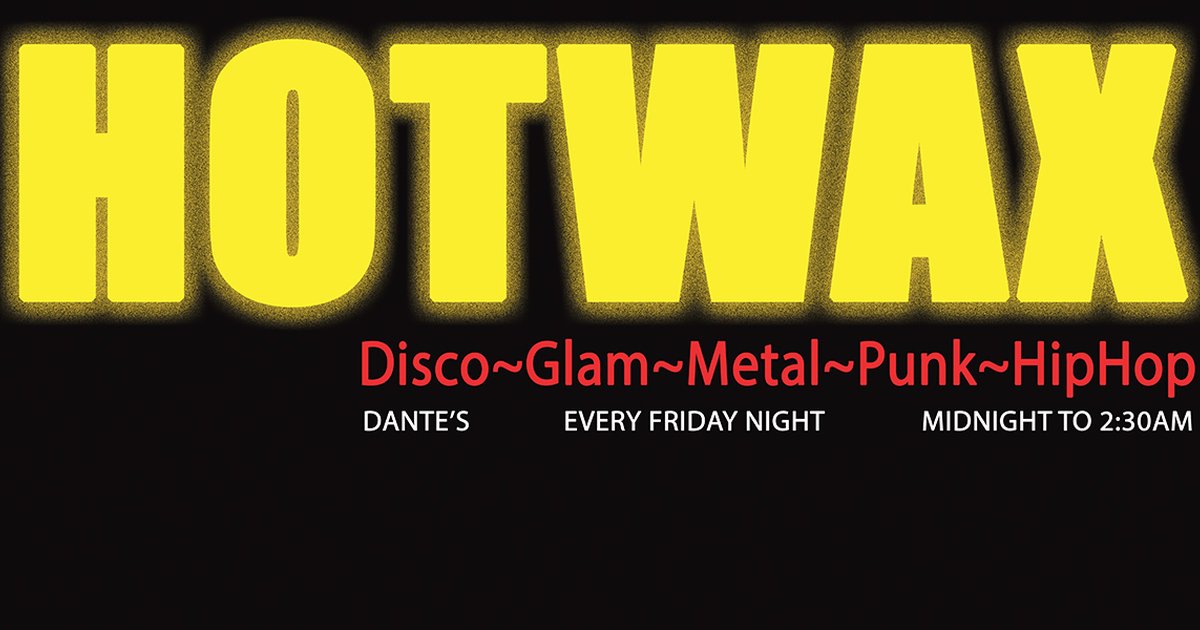 HOTWAX
Disco~Glam~Metal~Punk~HipHop
DANTE’S EVERY FRIDAY NIGHT MIDNIGHT TO 2:30AM